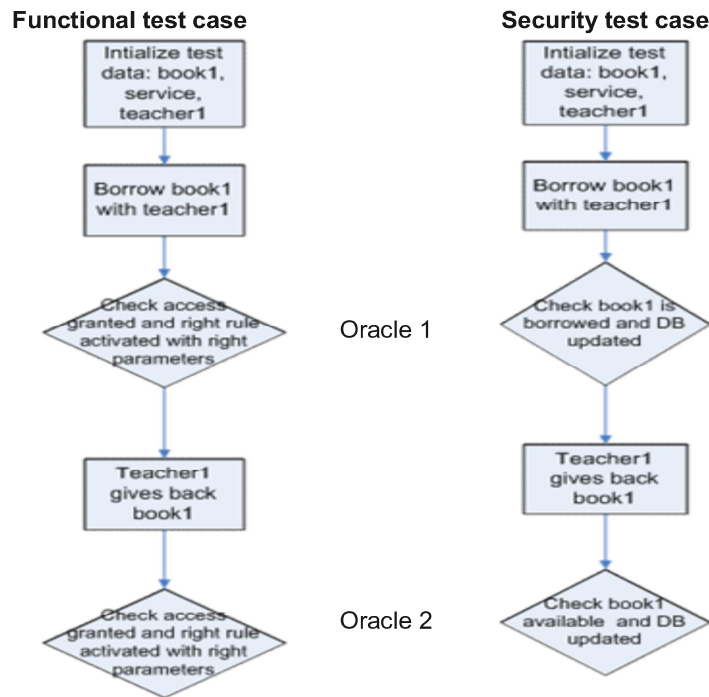 Functional test case
Intialize test
data: book1,
service,
teacher1
Borrow book1
with teacher1
Check access
granted and right rule
activated with right
parameters
Teacher1
gives back
book1
Check access
granted and right rule
activated with right
parameters
Oracle 1
Oracle 2
Security test case
Intialize test
data: book1,
service,
teacher1
Borrow book1
with teacher1
Check book1 is
borrowed and DB
updated
Teacher1
gives back
book1
Check book1
available and DB
updated